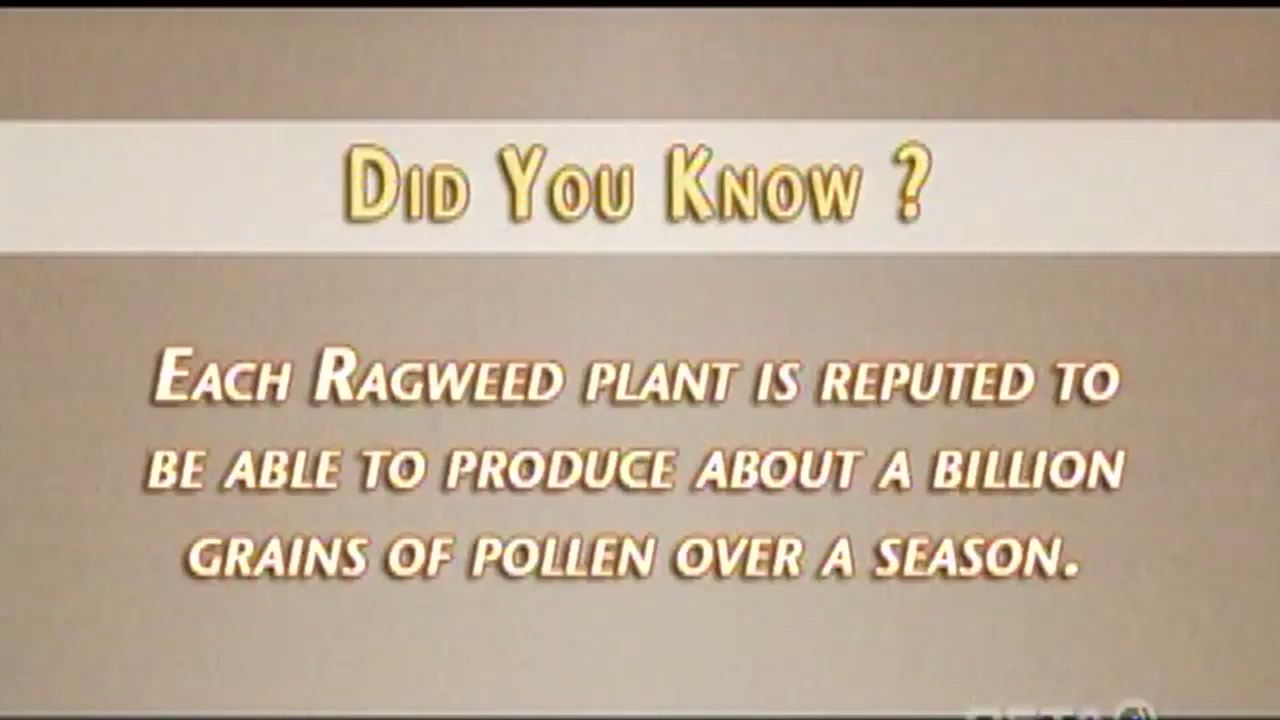 Did You Know ?
Each Ragweed plant is reputed to
be able to produce about a billion
grains of pollen over a season.